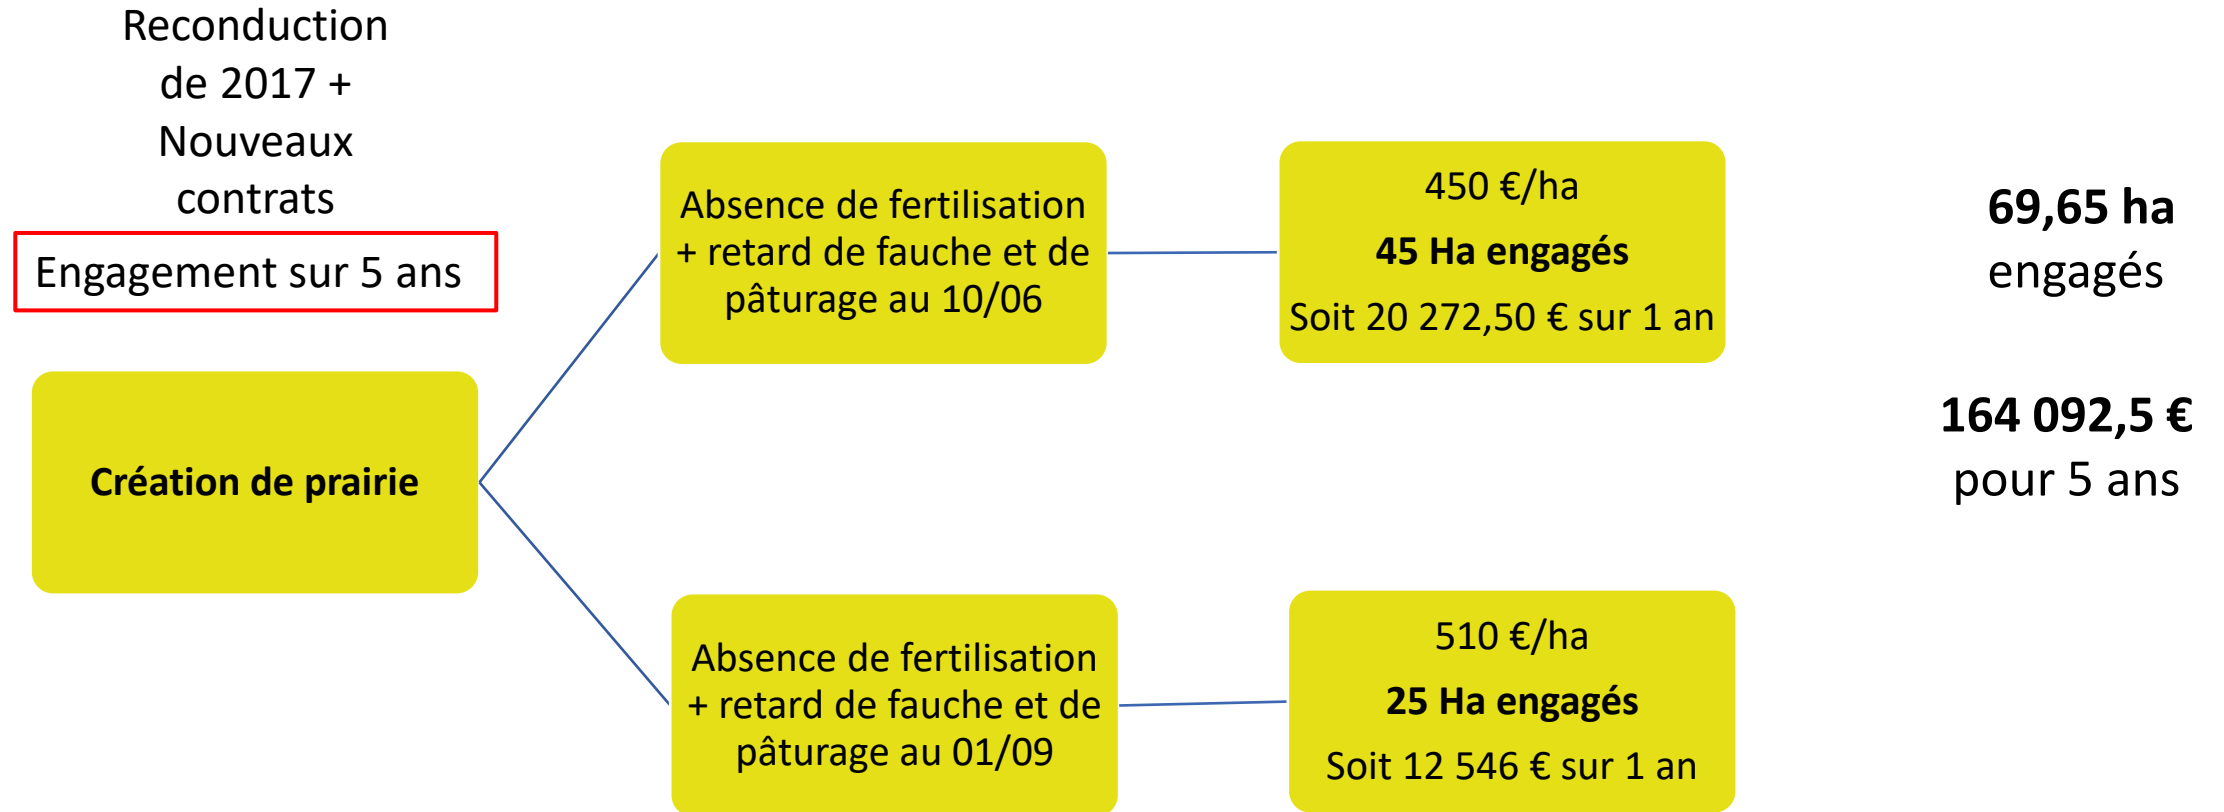 Reconduction
de 2017 +
Nouveaux
contrats
Engagement sur 5 ans
Création de prairie
Absence de fertilisation
+ retard de fauche et de
pâturage au 10/06
450 €/ha
45 Ha engagés
Soit 20 272,50 € sur 1 an
Absence de fertilisation
+ retard de fauche et de
pâturage au 01/09
510 €/ha
25 Ha engagés
Soit 12 546 € sur 1 an
69,65 ha
engagés
164 092,5 €
pour 5 ans